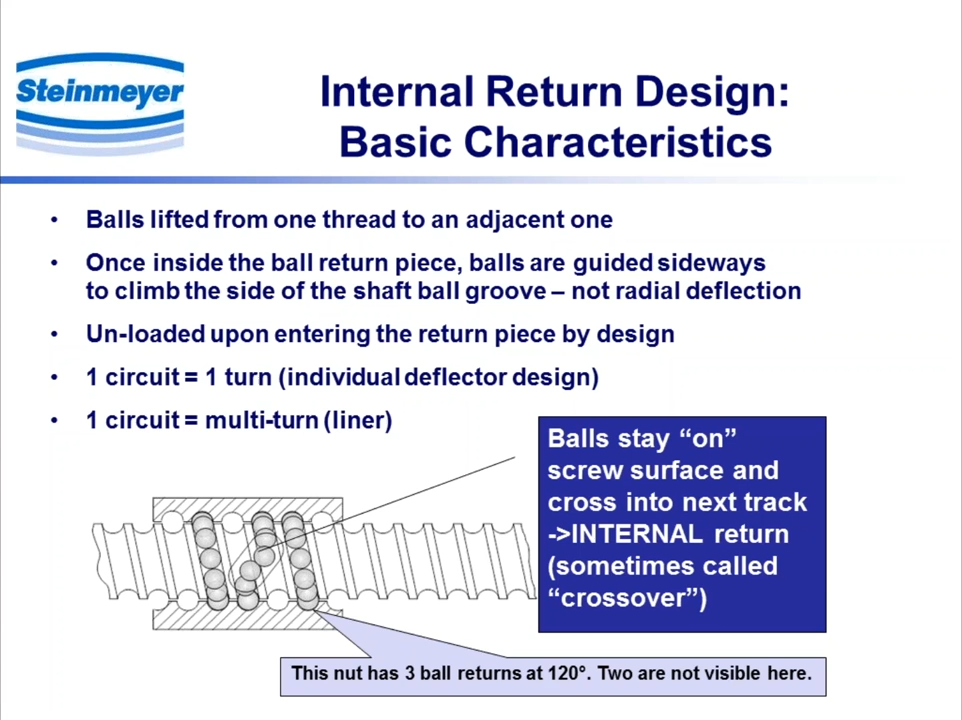 Steinmeyer
Internal Return Design:
Basic Characteristics
• Balls lifted from one thread to an adjacent one
• Once inside the ball return piece, balls are guided sideways
to climb the side of the shaft ball groove – not radial deflection
• Un-loaded upon entering the return piece by design
• 1 circuit = 1 turn (individual deflector design)
• 1 circuit = multi-turn (liner)
Balls stay “on”
screw surface and
cross into next track
->INTERNAL return
(sometimes called
“crossover”)
This nut has 3 ball returns at 120°. Two are not visible here.